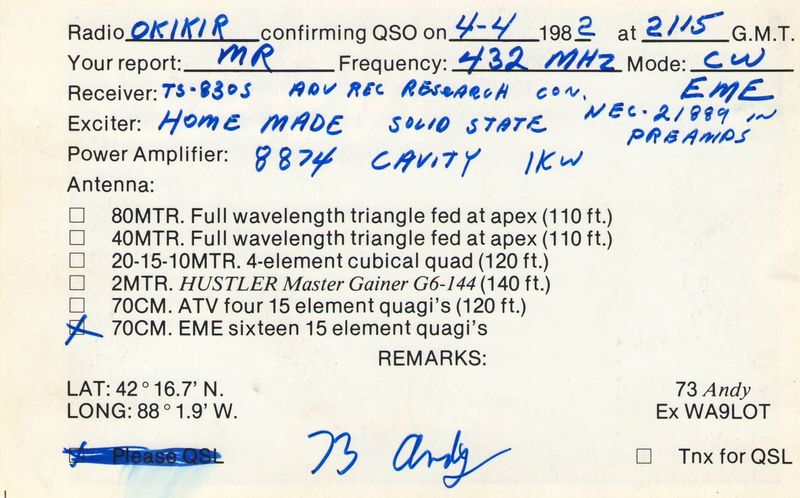 Radio OK1KIR confirming QSO on 4-4 1982 at 2115 G.M.T.
Your report: MR Frequency: 432 MHz Mode: CW
Receiver: TS-830S ADV REC RESEARCH CON. EME
Exciter: HOME MADE SOLID STATE NEC-21889 IN
PREAMPS
Power Amplifier: 8874 CAVITY 1KW
Antenna:
☐ 80MTR. Full wavelength triangle fed at apex (110 ft.)
☐ 40MTR. Full wavelength triangle fed at apex (110 ft.)
☐ 20-15-10MTR. 4-element cubical quad (120 ft.)
☐ 2MTR. HUSTLER Master Gainer G6-144 (140 ft.)
☐ 70CM. ATV four 15 element quagi's (120 ft.)
☒ 70CM. EME sixteen 15 element quagi's
REMARKS:
LAT: 42° 16.7' N. 73 Andy
LONG: 88° 1.9' W. Ex WA9LOT
Please QSL 73 Andy ☐ Tnx for QSL